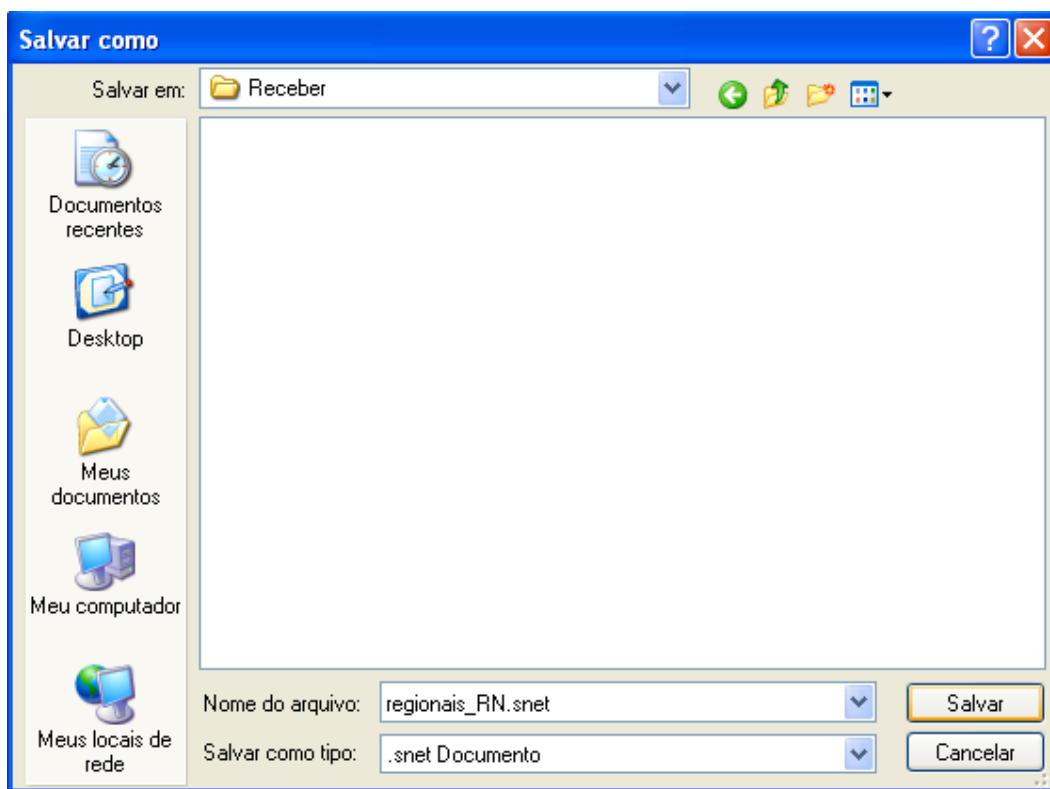 Salvar como
Salvar em:
Receber
Documentos
recentes
Desktop
Meus
documentos
Meu computador
Meus locais de
rede
Nome do arquivo:
regionais_RN.snet
Salvar
Salvar como tipo:
.snet Documento
Cancelar